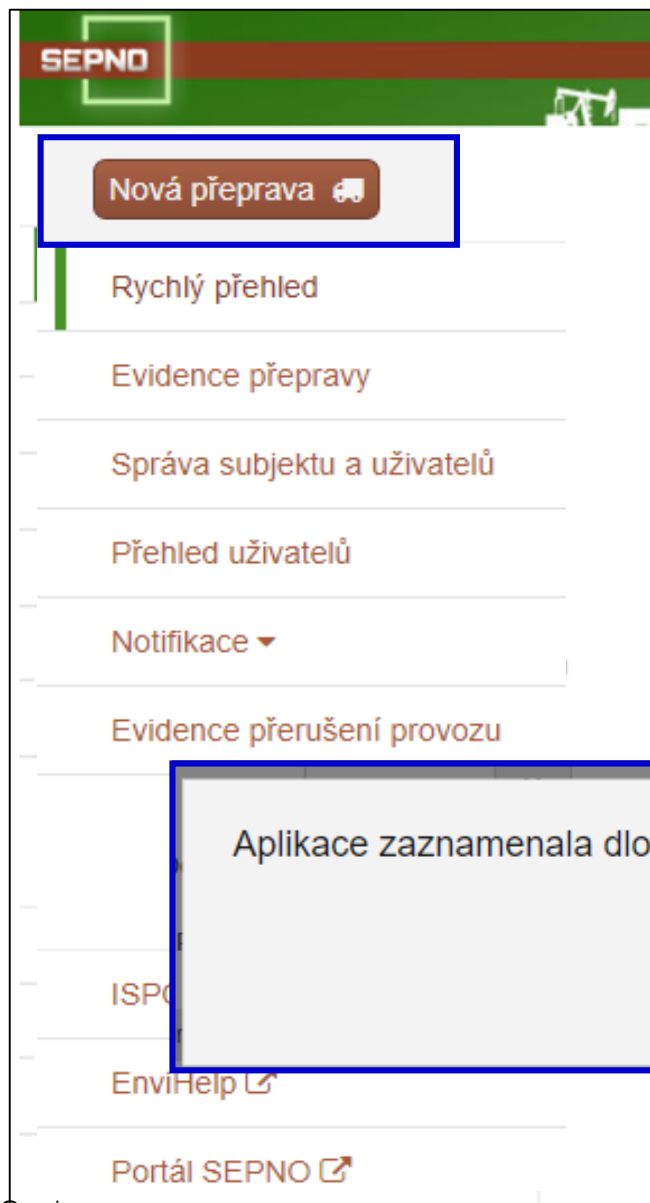 SEPNO
Nová přeprava
Rychlý přehled
Evidence přepravy
Správa subjektu a uživatelů
Přehled uživatelů
Notifikace
Evidence přerušení provozu
Aplikace zaznamenala dlo
EnviHelp
Portál SEPNO